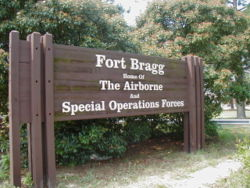 Fort Bragg
Home Of
The Airborne
And
Special Operations Forces